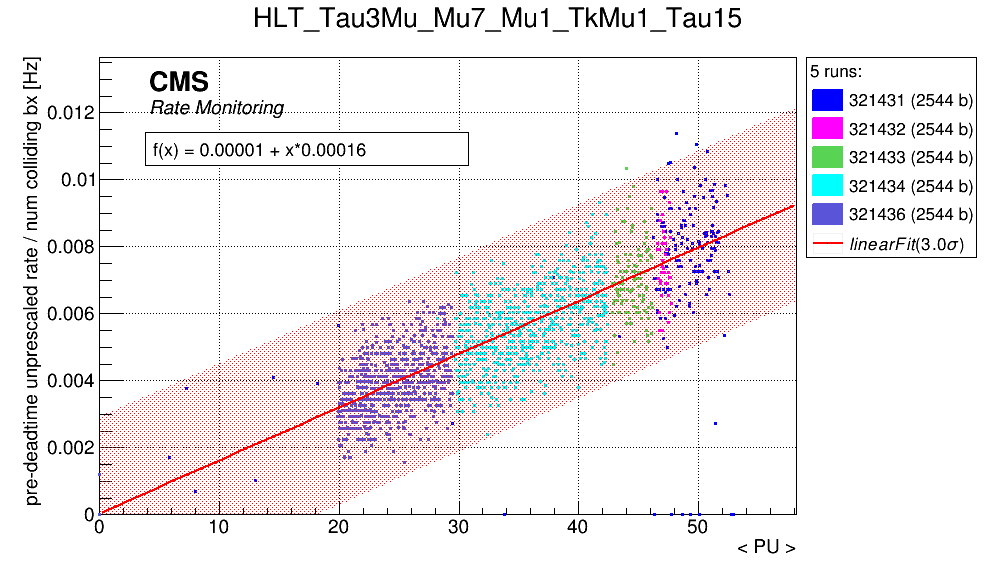 HLT_Tau3Mu_Mu7_Mu1_TkMu1_Tau15
pre-deadtime unprescaled rate / num colliding bx [Hz]
CMS
Rate Monitoring
f(x) = 0.00001 + x*0.00016
0.012
0.01
0.008
0.006
0.004
0.002
0
0 10 20 30 40 50
< PU >
5 runs:
321431 (2544 b)
321432 (2544 b)
321433 (2544 b)
321434 (2544 b)
321436 (2544 b)
linearFit(3.0σ)